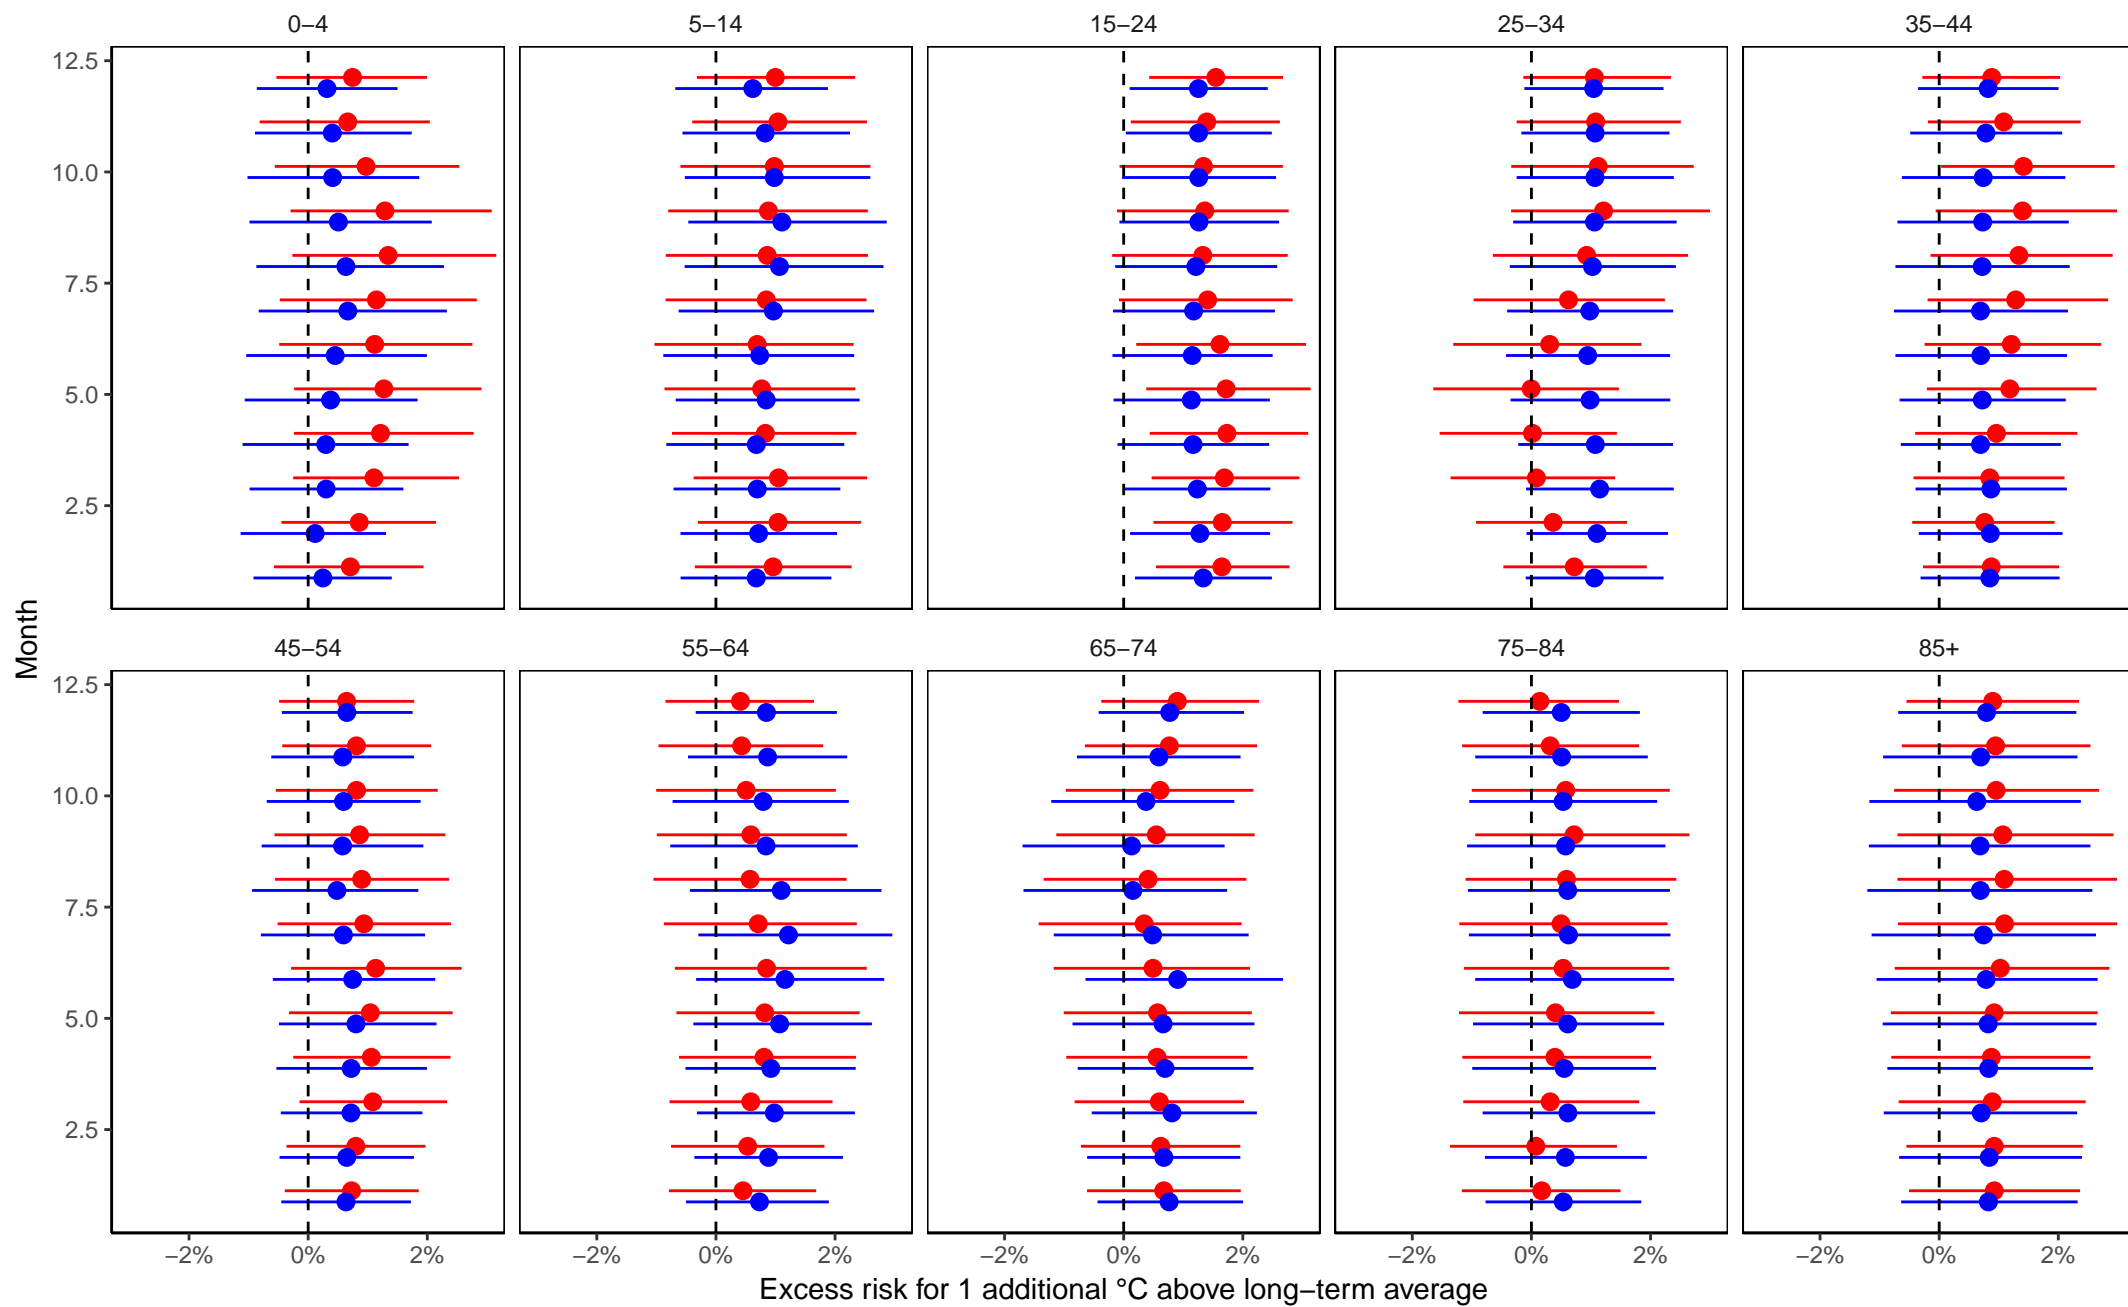 0−4 5−14 15−24 25−34 35−44
12.5
10.0
7.5
5.0
2.5
Month
45−54 55−64 65−74 75−84 85+
12.5
10.0
7.5
5.0
2.5
−2% 0% 2% −2% 0% 2% −2% 0% 2% −2% 0% 2% −2% 0% 2%
Excess risk for 1 additional °C above long−term average